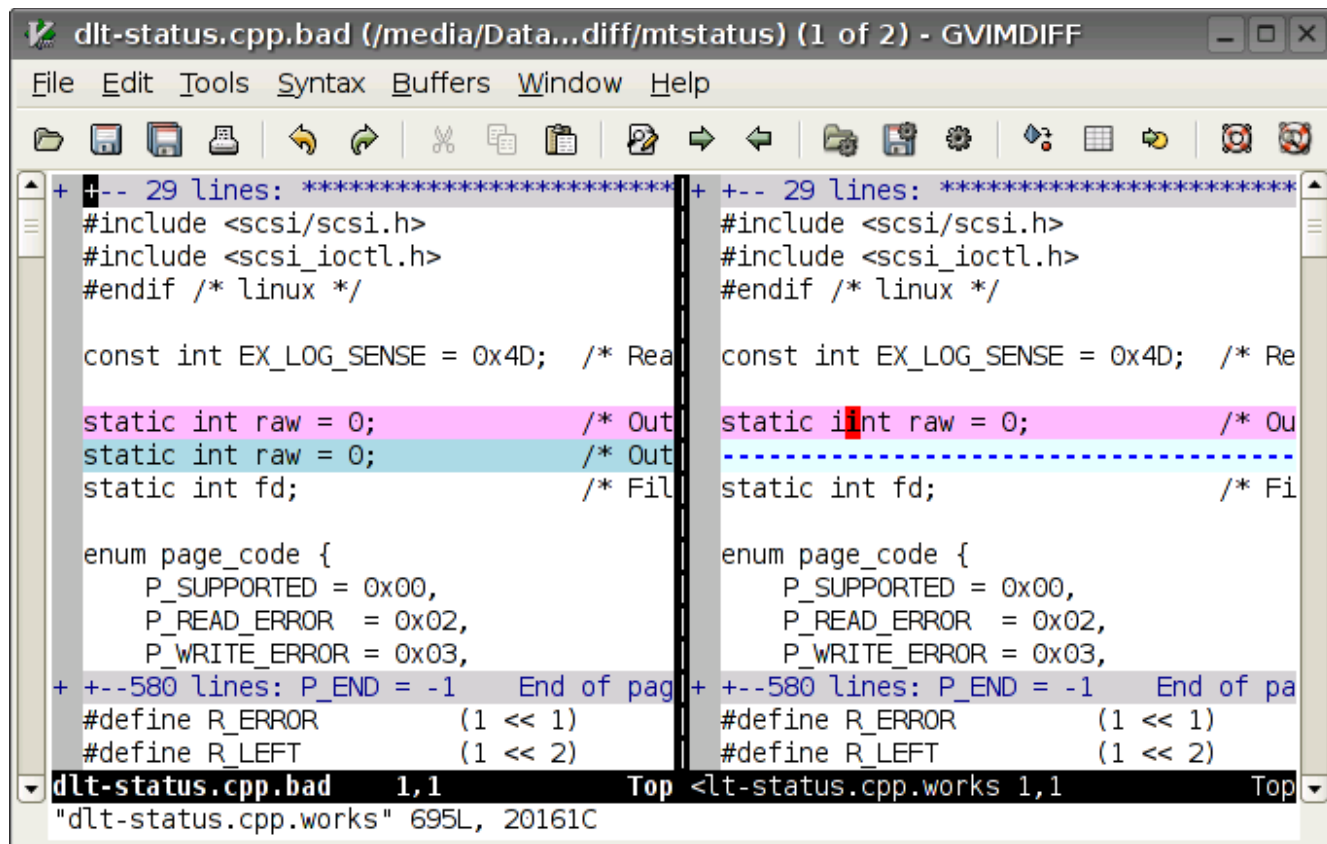 dlt-status.cpp.bad (/media/Data...diff/mtstatus) (1 of 2) - GVIMDIFF
File Edit Tools Syntax Buffers Window Help
+ +-- 29 lines: ************************
#include <scsi/scsi.h>
#include <scsi_ioctl.h>
#endif /* linux */
const int EX_LOG_SENSE = 0x4D;  /* Rea
static int raw = 0;             /* Out
static int raw = 0;             /* Out
static int fd;                  /* Fil
enum page_code {
    P_SUPPORTED = 0x00,
    P_READ_ERROR  = 0x02,
    P_WRITE_ERROR = 0x03,
+ +--580 lines: P_END = -1    End of pag
#define R_ERROR         (1 << 1)
#define R_LEFT          (1 << 2)
dlt-status.cpp.bad    1,1            Top
+ +-- 29 lines: ***********************
#include <scsi/scsi.h>
#include <scsi_ioctl.h>
#endif /* linux */
const int EX_LOG_SENSE = 0x4D;  /* Re
static iint raw = 0;            /* Ou
-------------------------------------
static int fd;                  /* Fi
enum page_code {
    P_SUPPORTED = 0x00,
    P_READ_ERROR  = 0x02,
    P_WRITE_ERROR = 0x03,
+ +--580 lines: P_END = -1    End of pa
#define R_ERROR         (1 << 1)
#define R_LEFT          (1 << 2)
<lt-status.cpp.works 1,1            Top
"dlt-status.cpp.works" 695L, 20161C